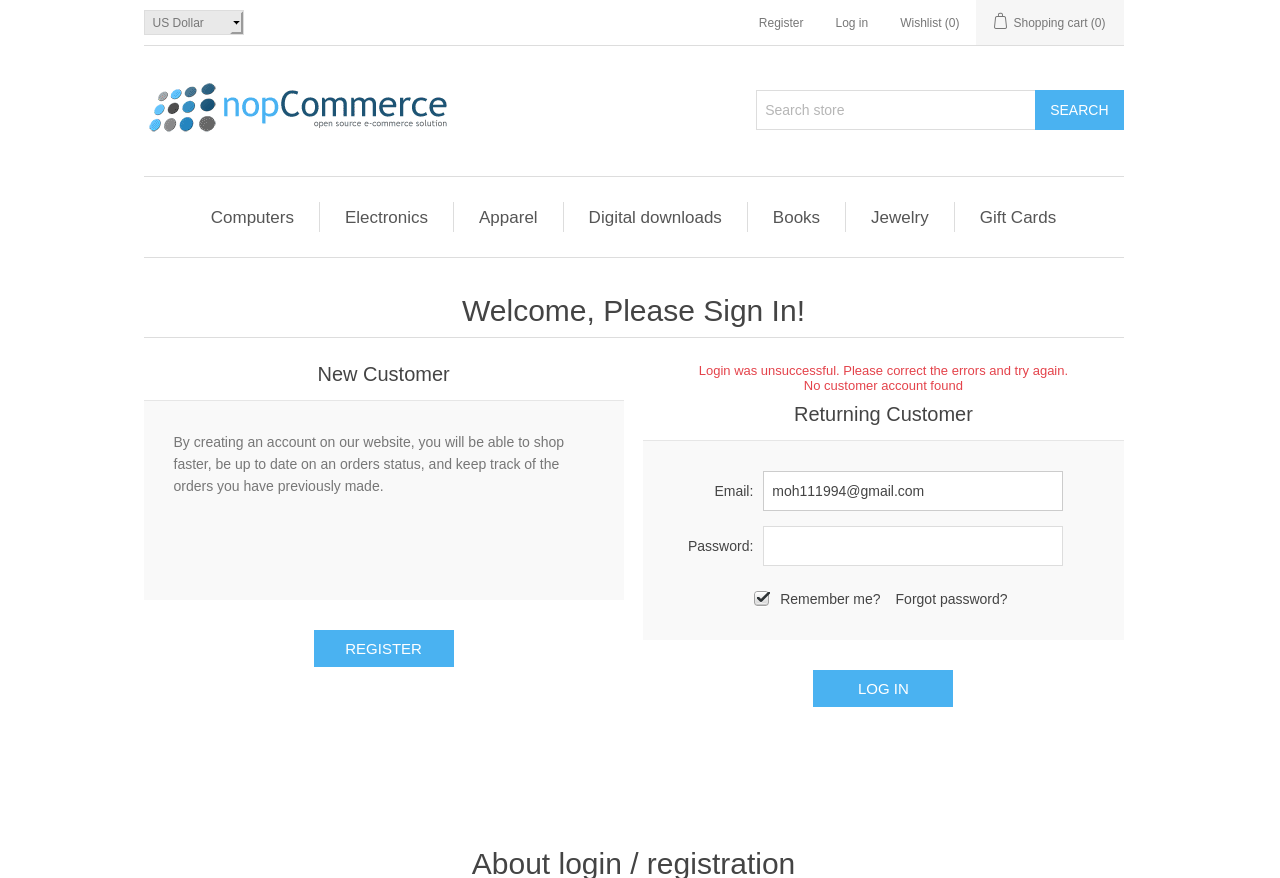 US Dollar
Register
Log in
Wishlist (0)
Shopping cart (0)
nopCommerce
open source e-commerce solution
Search store
SEARCH
Computers
Electronics
Apparel
Digital downloads
Books
Jewelry
Gift Cards
Welcome, Please Sign In!
New Customer
By creating an account on our website, you will be able to shop
faster, be up to date on an orders status, and keep track of the
orders you have previously made.
REGISTER
Login was unsuccessful. Please correct the errors and try again.
No customer account found
Returning Customer
Email:
moh111994@gmail.com
Password:
Remember me?
Forgot password?
LOG IN
About login / registration